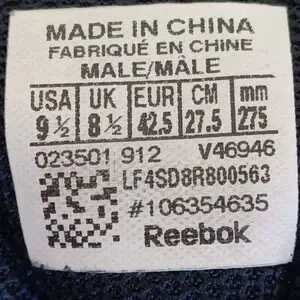 MADE IN CHINA
FABRIQUÉ EN CHINE
MALE/MÂLE
USA UK EUR CM mm
9 ½ 8 ½ 42.5 27.5 275
023501 912 V46946
LF4SD8R800563
#106354635
Reebok